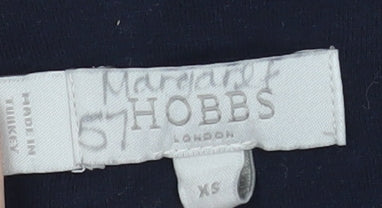 Margaret
57 HOBBS
LONDON
XS
MADE IN
TURKEY